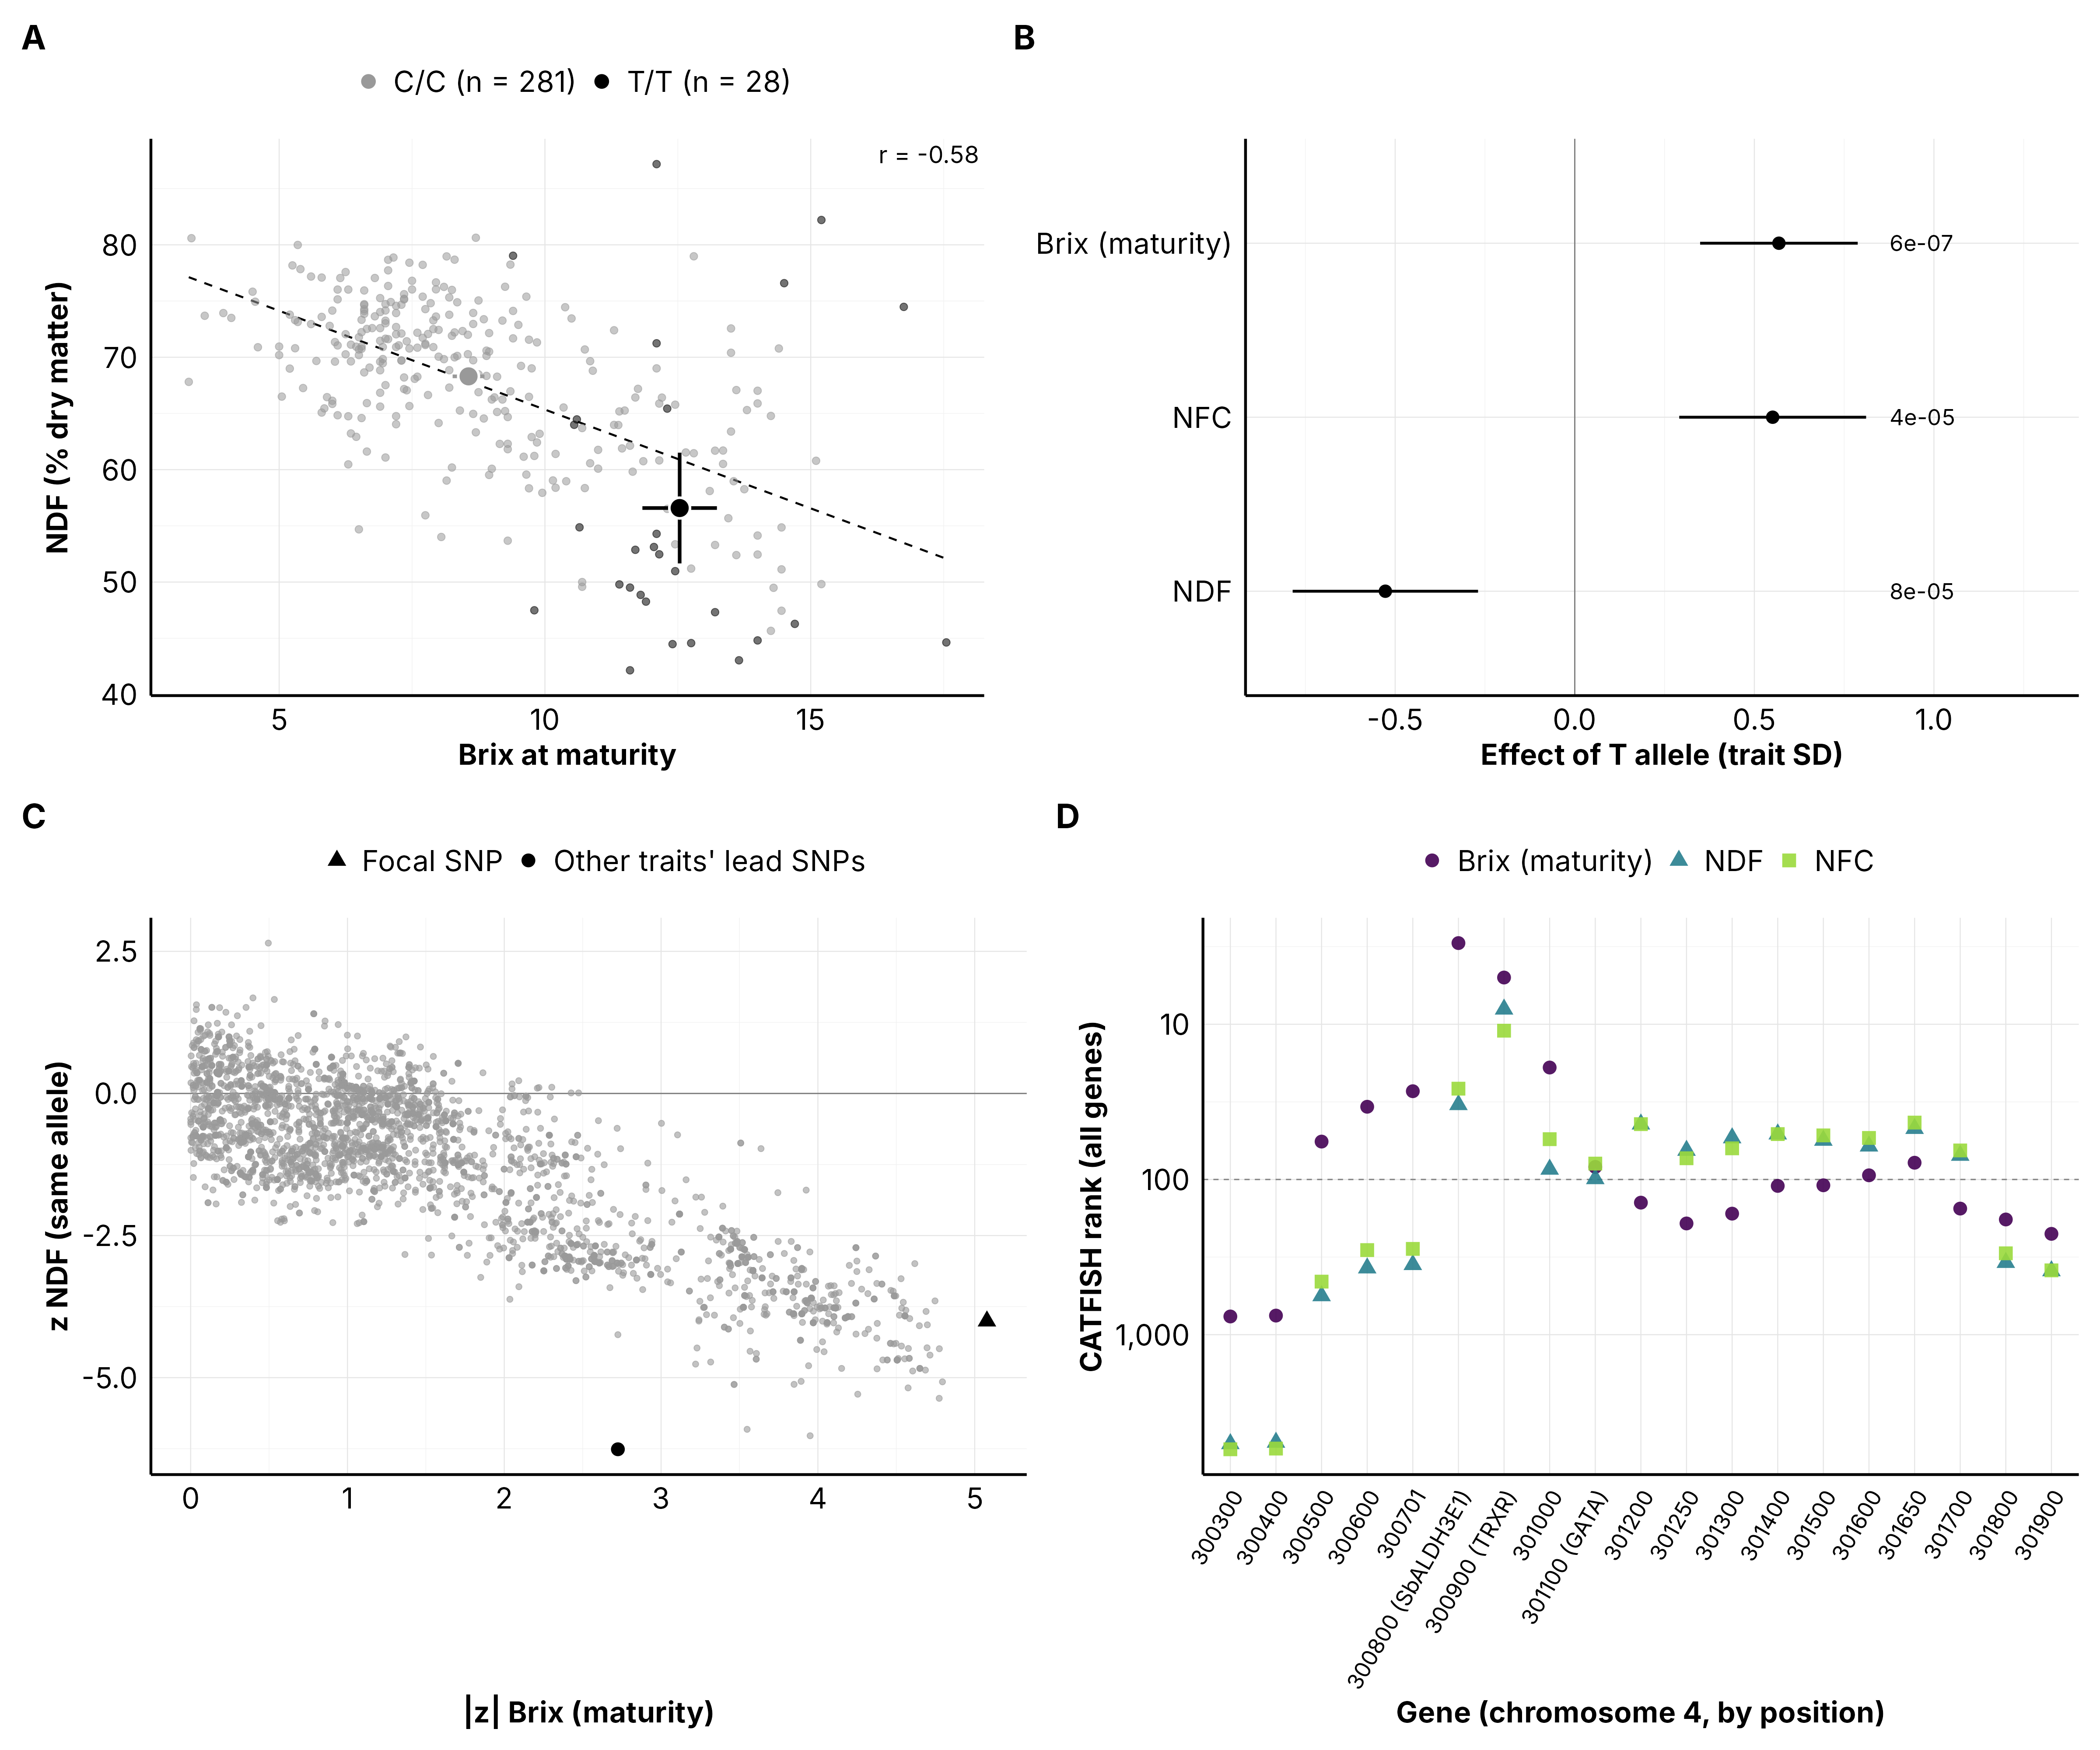 A
C/C (n = 281) T/T (n = 28)
r = -0.58
NDF (% dry matter)
80
70
60
50
40
5 10 15
Brix at maturity
B
Brix (maturity)
NFC
NDF
6e-07
4e-05
8e-05
-0.5 0.0 0.5 1.0
Effect of T allele (trait SD)
C
Focal SNP Other traits' lead SNPs
z NDF (same allele)
2.5
0.0
-2.5
-5.0
0 1 2 3 4 5
|z| Brix (maturity)
D
Brix (maturity) NDF NFC
CATFISH rank (all genes)
10
100
1,000
300300
300400
300500
300600
300701
300800 (SbALDH3E1)
300900 (TRXR)
301000
301100 (GATA)
301200
301250
301300
301400
301500
301600
301650
301700
301800
301900
Gene (chromosome 4, by position)